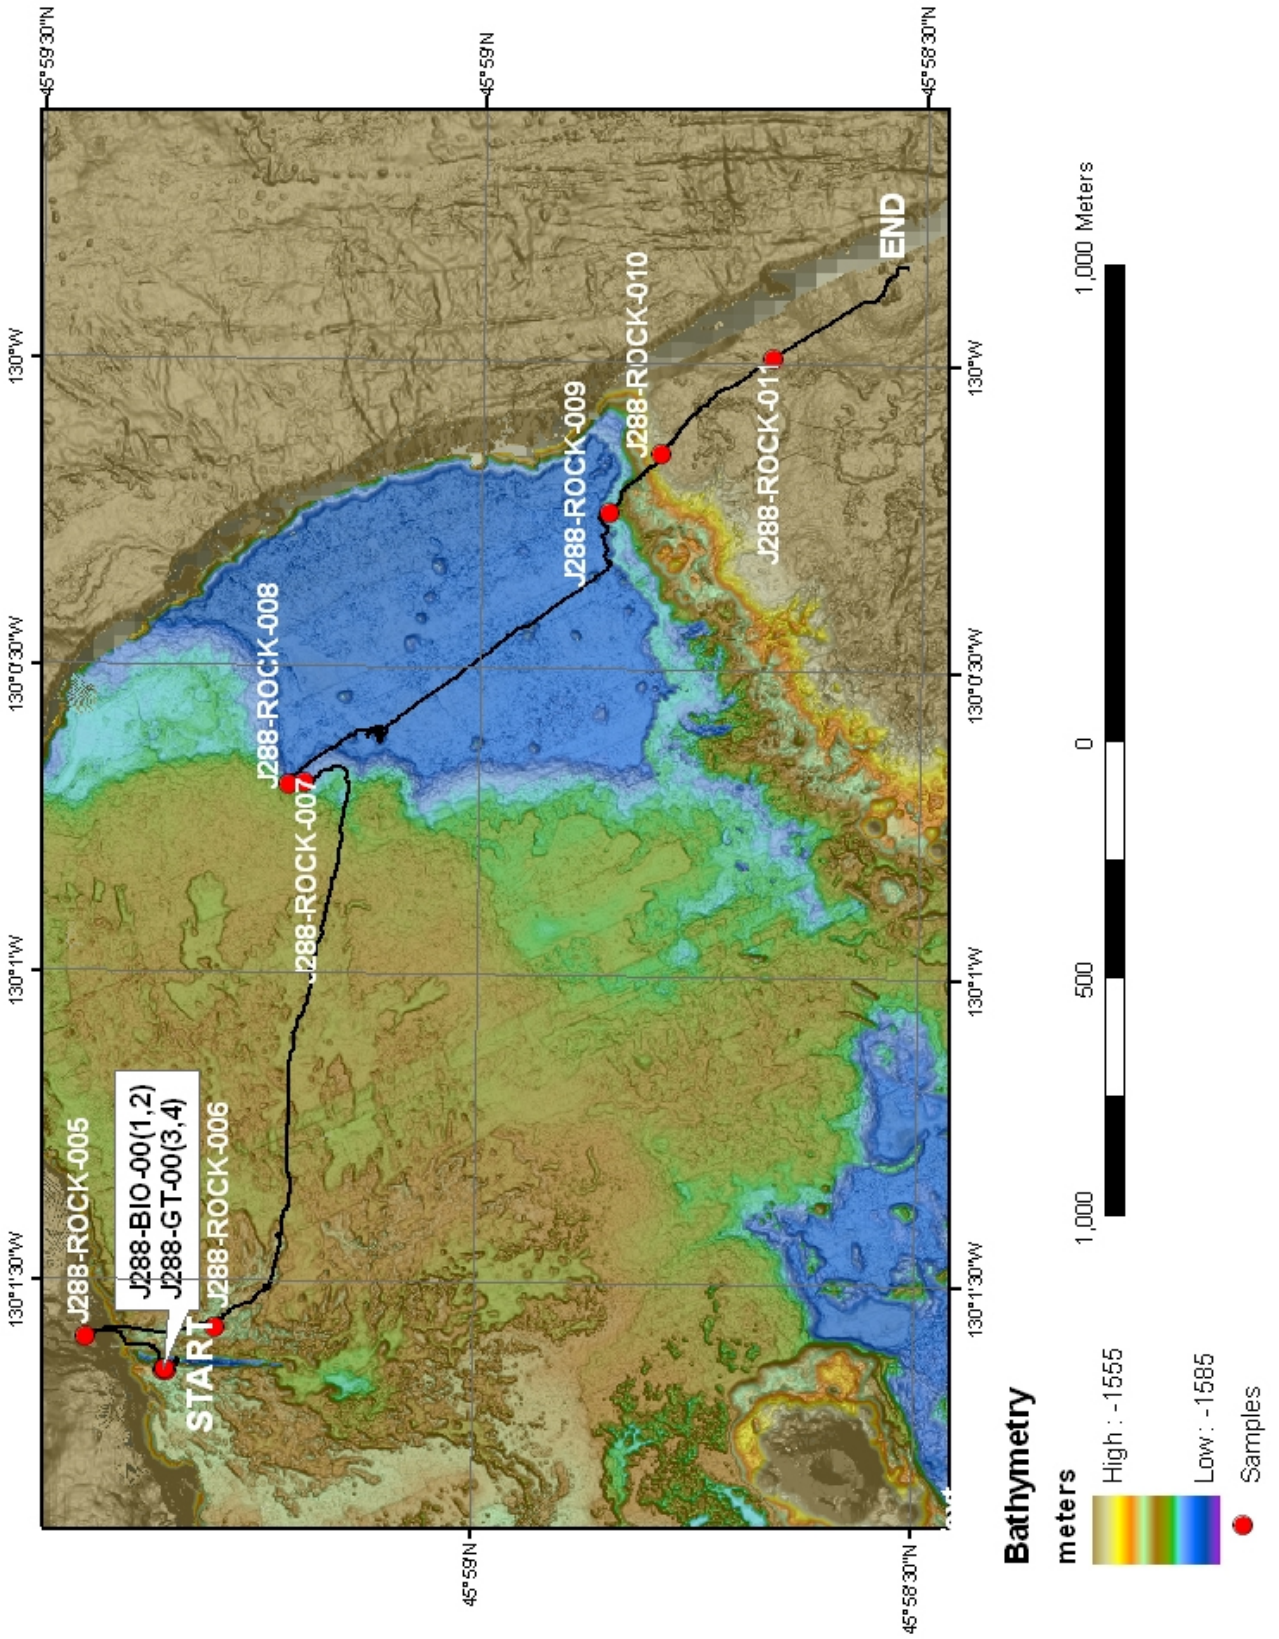 130°1'30"W
130°1'W
130°0'30"W
130°W
45°59'30"N
J288-ROCK-005
J288-BIO-00(1,2)
J288-GT-00(3,4)
START
J288-ROCK-006
J288-ROCK-008
J288-ROCK-007
J288-ROCK-009
J288-ROCK-010
J288-ROCK-011
END
45°59'N
45°59'N
45°58'30"N
45°58'30"N
130°1'30"W
130°1'W
130°0'30"W
130°W
Bathymetry
meters
High : -1555
Low : -1585
Samples
1,000
500
0
1,000 Meters